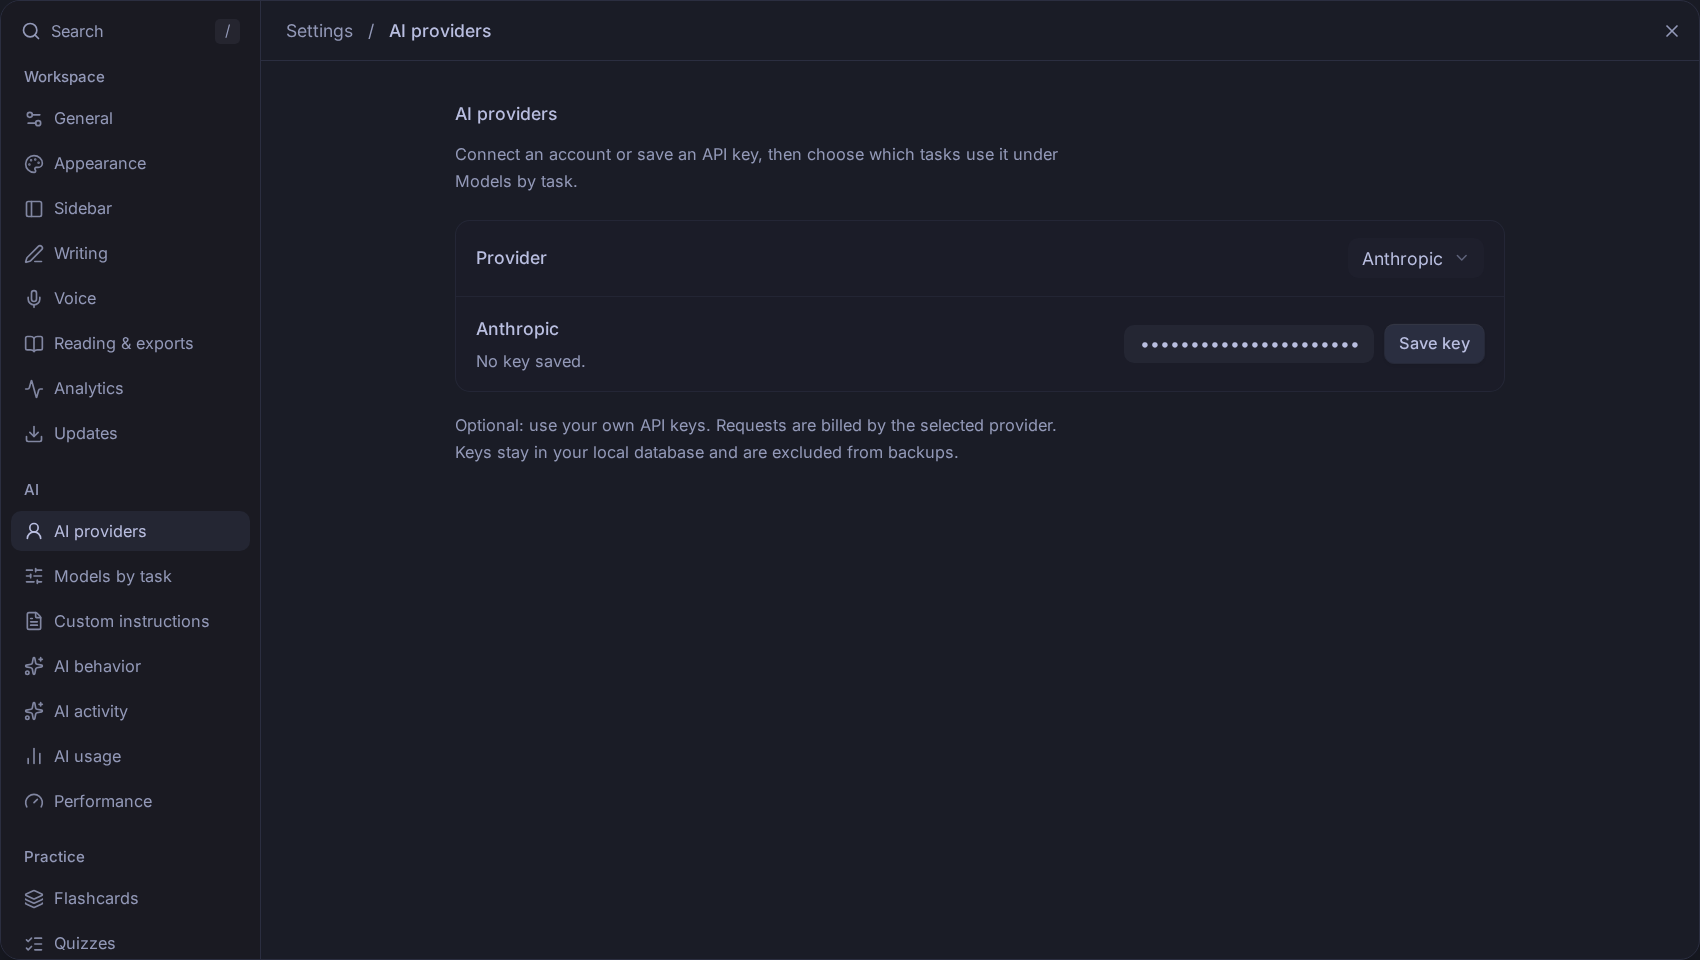 Search
/
Workspace
General
Appearance
Sidebar
Writing
Voice
Reading & exports
Analytics
Updates
AI
AI providers
Models by task
Custom instructions
AI behavior
AI activity
AI usage
Performance
Practice
Flashcards
Quizzes
Settings / AI providers
AI providers
Connect an account or save an API key, then choose which tasks use it under
Models by task.
Provider
Anthropic
Anthropic
No key saved.
••••••••••••••••••••••
Save key
Optional: use your own API keys. Requests are billed by the selected provider.
Keys stay in your local database and are excluded from backups.